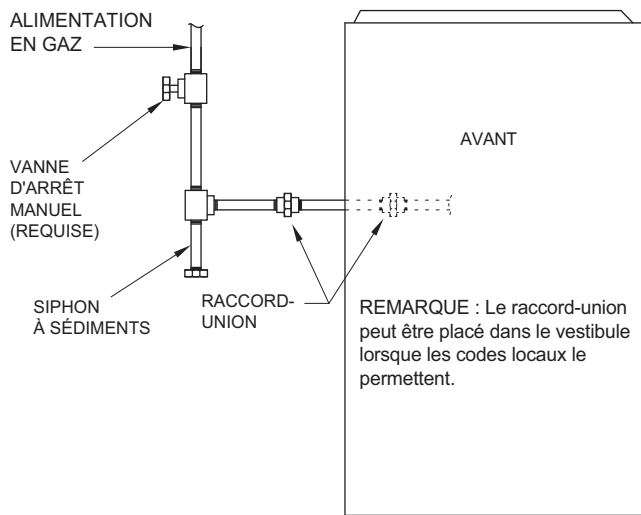 ALIMENTATION
EN GAZ
AVANT
VANNE
D'ARRÊT
MANUEL
(REQUISE)
SIPHON
À SÉDIMENTS
RACCORD-
UNION
REMARQUE : Le raccord-union
peut être placé dans le vestibule
lorsque les codes locaux le
permettent.